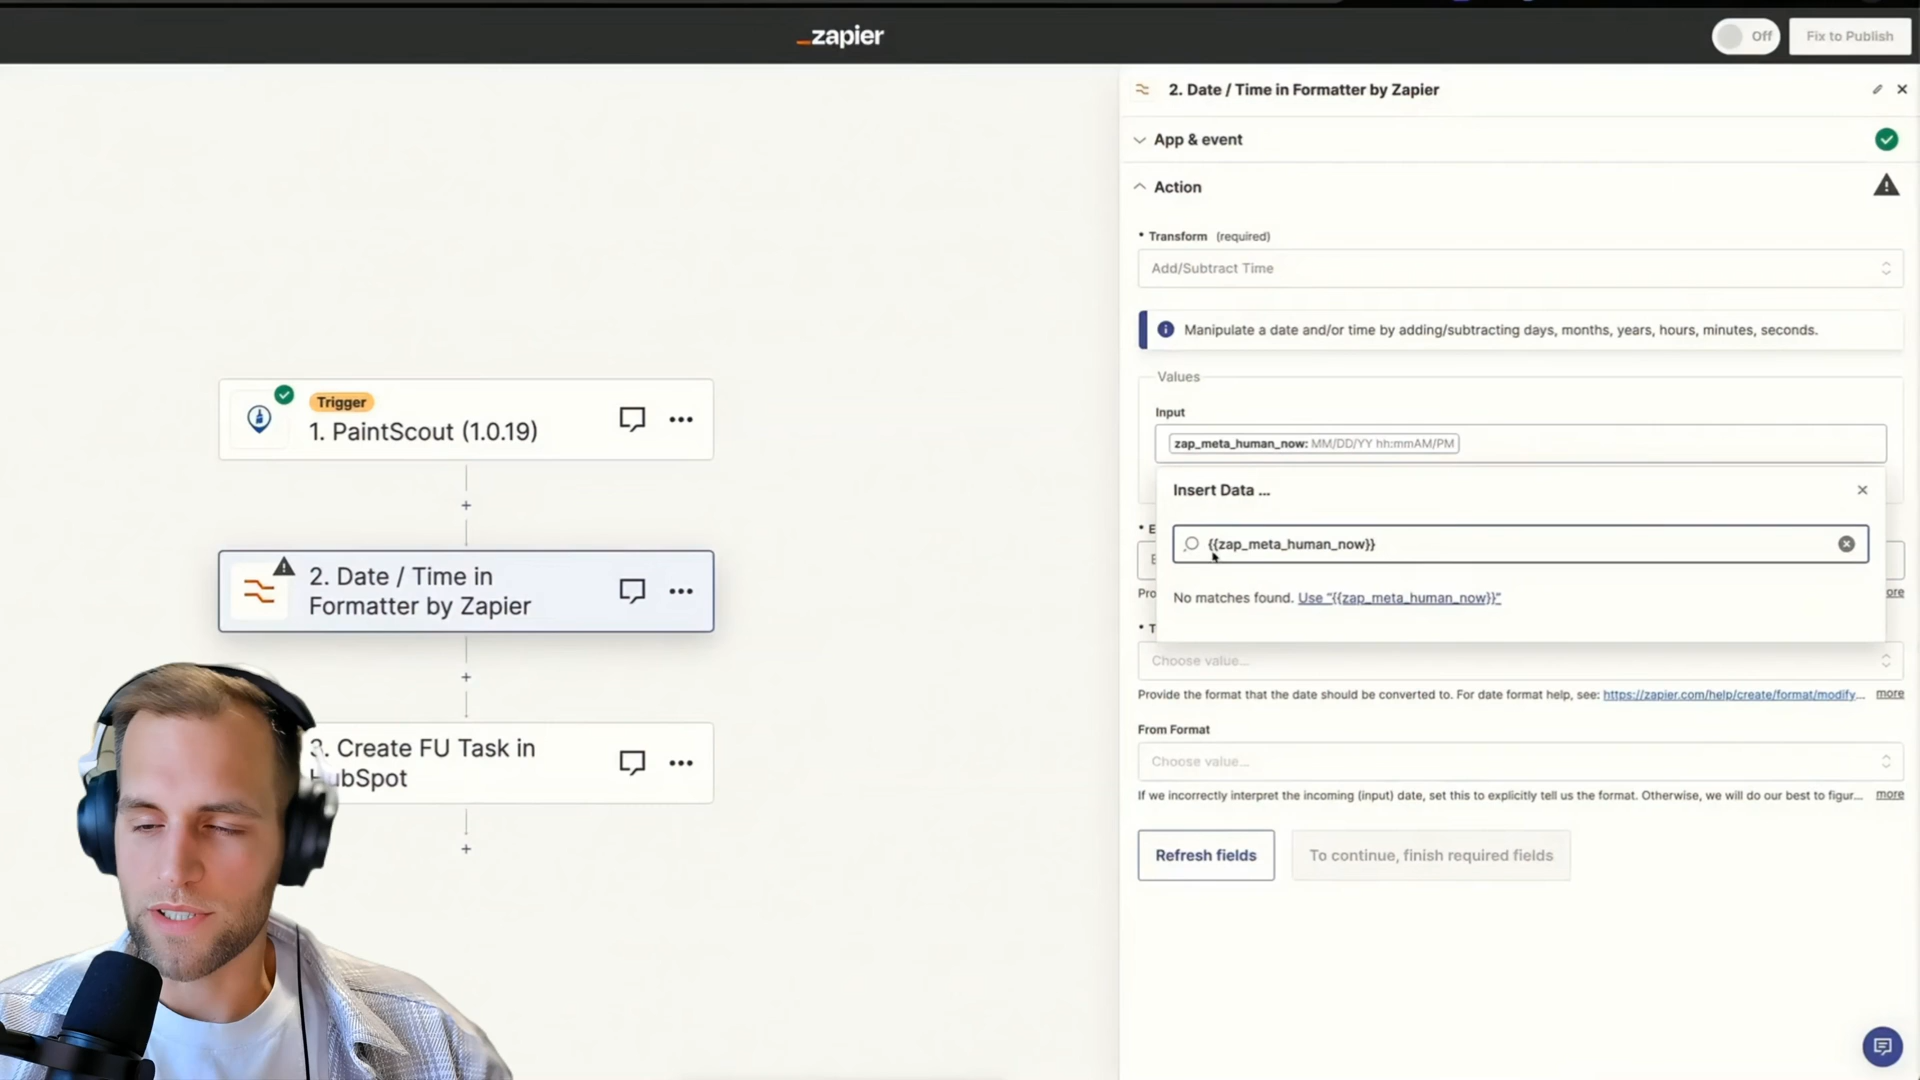 zapier
Off
Fix to Publish
2. Date / Time in Formatter by Zapier
App & event
Action
* Transform (required)
Add/Subtract Time
Manipulate a date and/or time by adding/subtracting days, months, years, hours, minutes, seconds.
Values
Input
zap_meta_human_now: MM/DD/YY hh:mmAM/PM
Insert Data ...
{{zap_meta_human_now}}
No matches found. Use "{{zap_meta_human_now}}"
Choose value...
Provide the format that the date should be converted to. For date format help, see: https://zapier.com/help/create/format/modify... more
From Format
Choose value...
If we incorrectly interpret the incoming (input) date, set this to explicitly tell us the format. Otherwise, we will do our best to figur... more
Refresh fields
To continue, finish required fields
Trigger
1. PaintScout (1.0.19)
2. Date / Time in
Formatter by Zapier
3. Create FU Task in
HubSpot